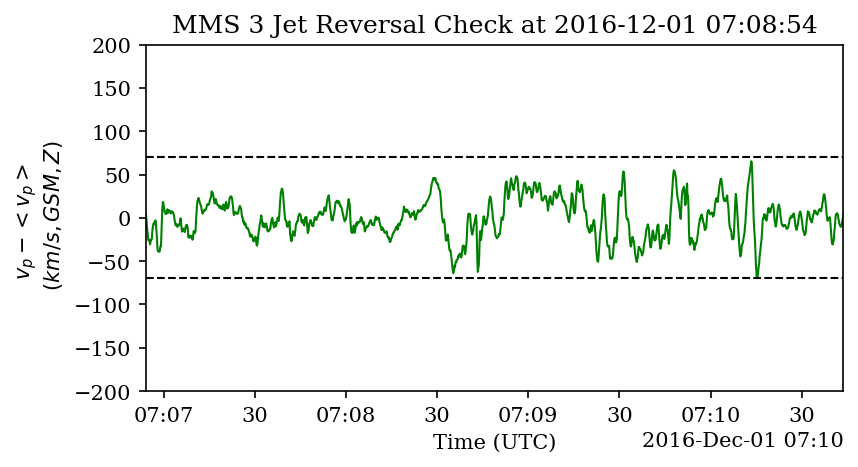 MMS 3 Jet Reversal Check at 2016-12-01 07:08:54
v_p − < v_p >
(km/s, GSM, Z)
200
150
100
50
0
−50
−100
−150
−200
07:07 30 07:08 30 07:09 30 07:10 30
Time (UTC) 2016-Dec-01 07:10